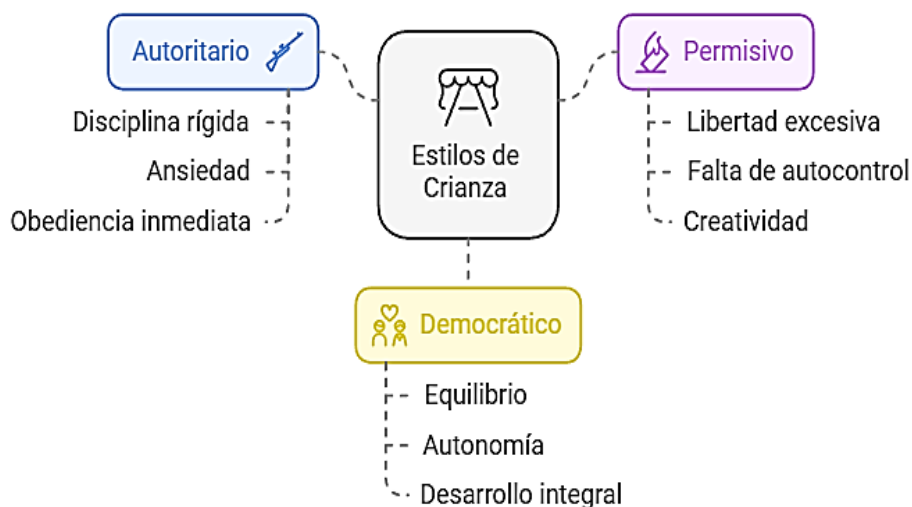 Autoritario
Disciplina rígida
Ansiedad
Obediencia inmediata
Estilos de
Crianza
Permisivo
Libertad excesiva
Falta de autocontrol
Creatividad
Democrático
Equilibrio
Autonomía
Desarrollo integral